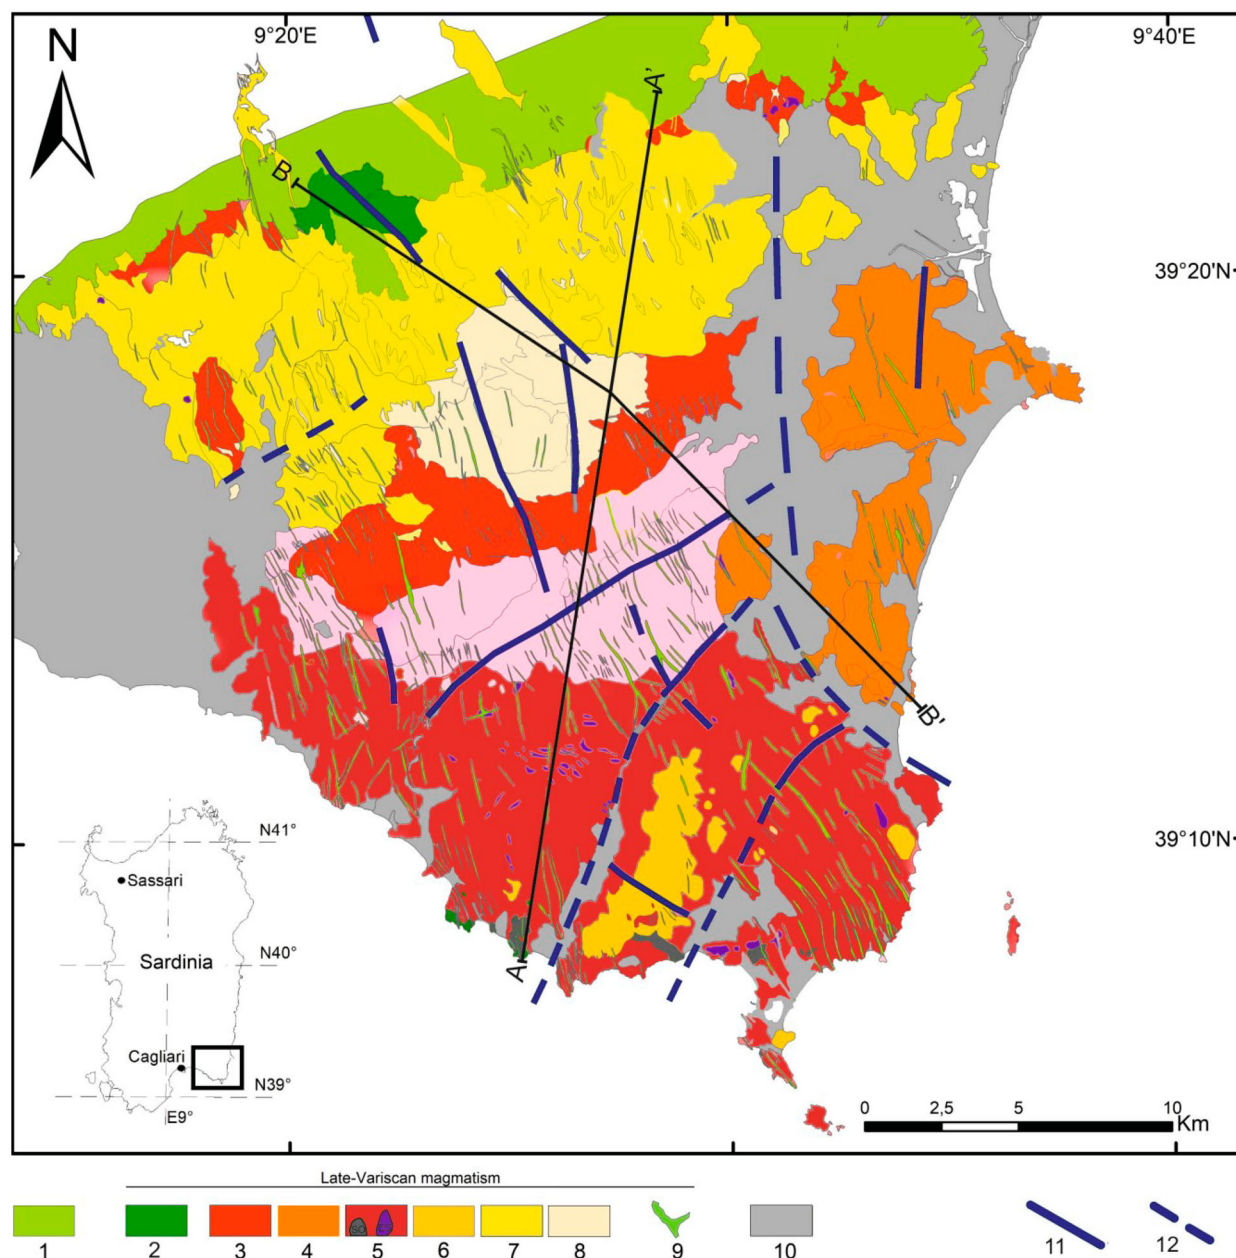 N
9°20'E
9°40'E
A'
B
39°20'N
B'
39°10'N
A
N41°
Sassari
Sardinia
N40°
Cagliari
N39°
E9°
0 2,5 5 10
Km
Late-Variscan magmatism
1 2 3 4 5 6 7 8 9 10 11 12